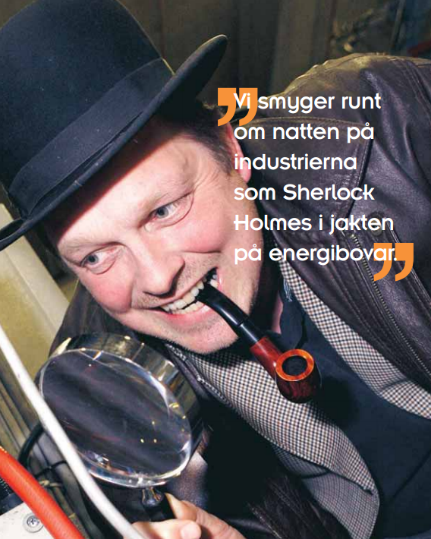 Vi smyger runt
om natten på
industrierna
som Sherlock
Holmes i jakten
på energibovar.